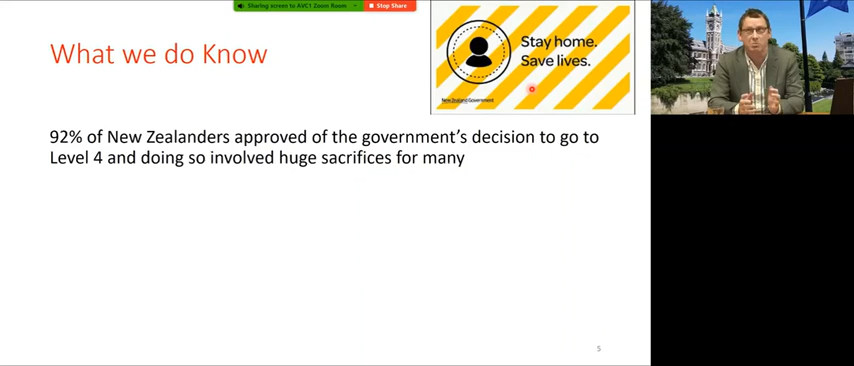 Sharing screen to AVC1 Zoom Room
Stop Share
What we do Know
Stay home.
Save lives.
New Zealand Government
92% of New Zealanders approved of the government's decision to go to
Level 4 and doing so involved huge sacrifices for many
5